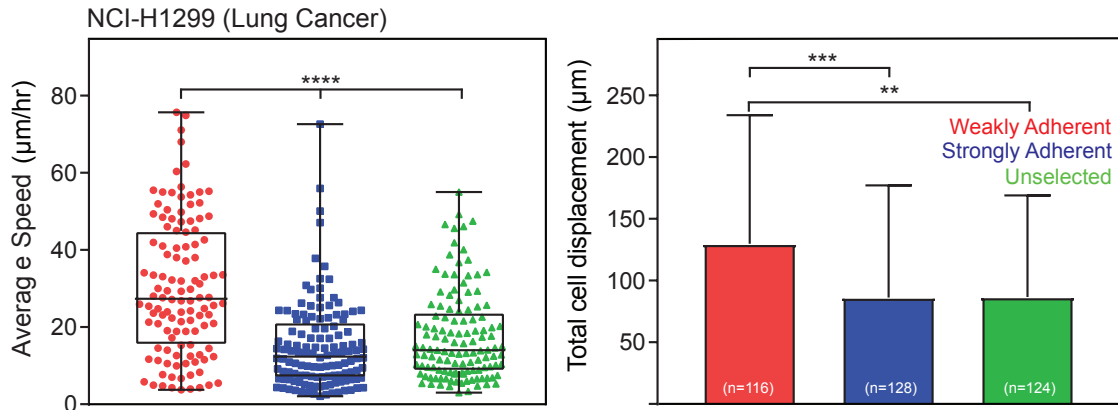 NCI-H1299 (Lung Cancer)
Averag e Speed (μm/hr)
80
60
40
20
0
****
Total cell displacement (μm)
250
200
150
100
50
***
**
Weakly Adherent
Strongly Adherent
Unselected
(n=116)
(n=128)
(n=124)